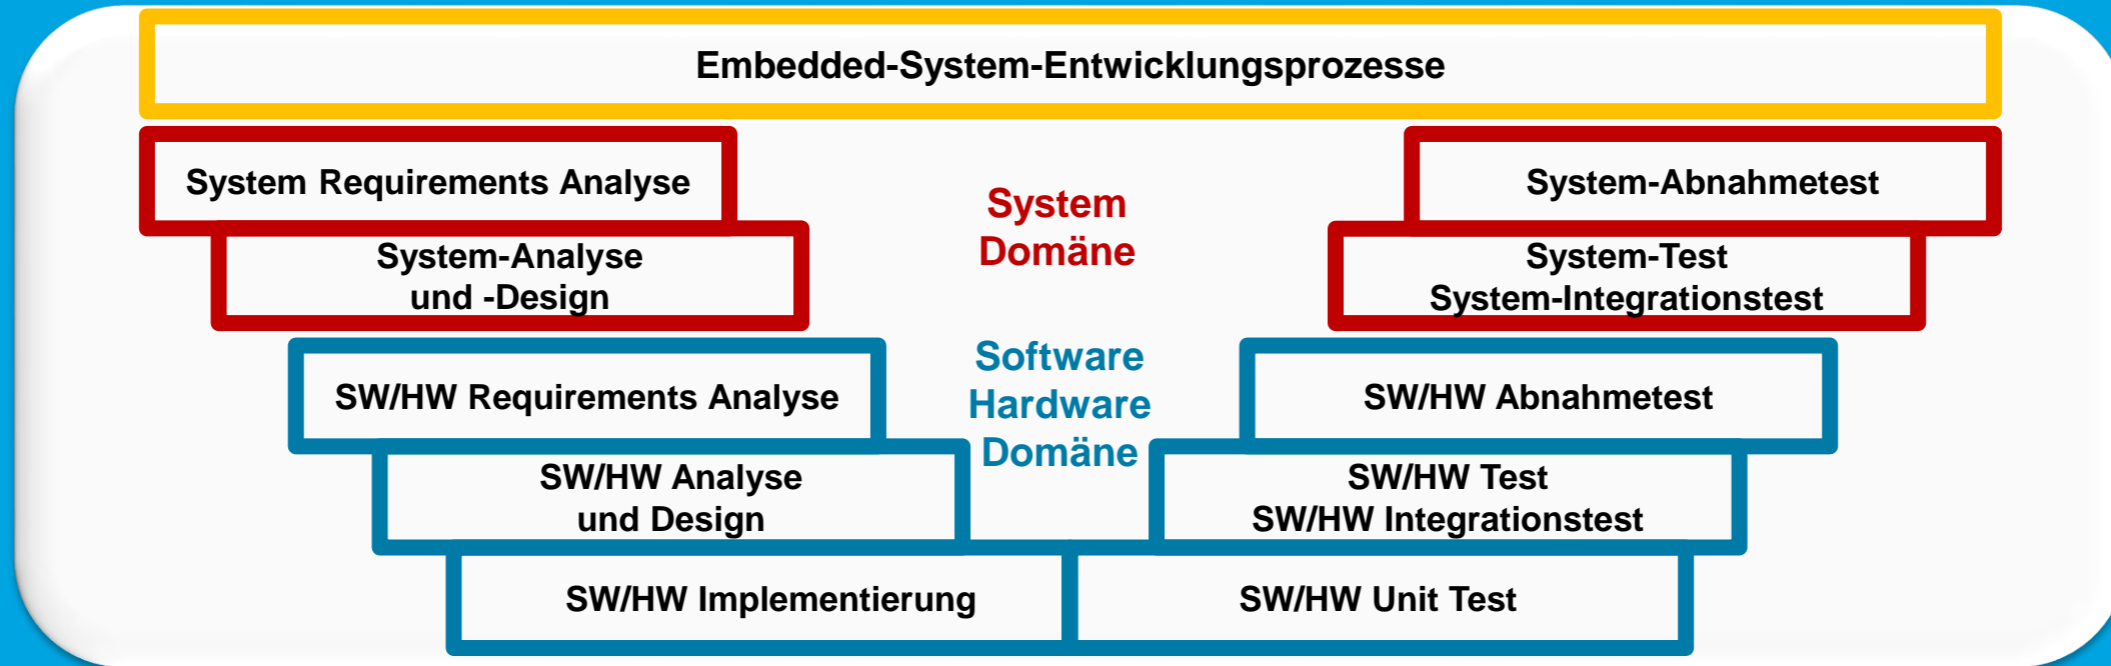 Embedded-System-Entwicklungsprozesse
System Requirements Analyse
System-Abnahmetest
System
Domäne
System-Analyse
und -Design
System-Test
System-Integrationstest
Software
Hardware
Domäne
SW/HW Requirements Analyse
SW/HW Abnahmetest
SW/HW Analyse
und Design
SW/HW Test
SW/HW Integrationstest
SW/HW Implementierung
SW/HW Unit Test